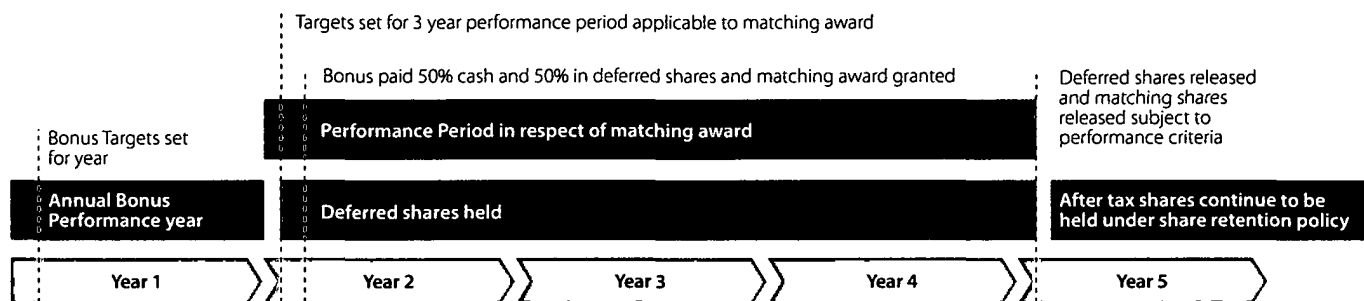 Targets set for 3 year performance period applicable to matching award
Bonus paid 50% cash and 50% in deferred shares and matching award granted
Deferred shares released
and matching shares
released subject to
performance criteria
Bonus Targets set
for year
Performance Period in respect of matching award
Annual Bonus
Performance year
Deferred shares held
After tax shares continue to be
held under share retention policy
Year 1
Year 2
Year 3
Year 4
Year 5